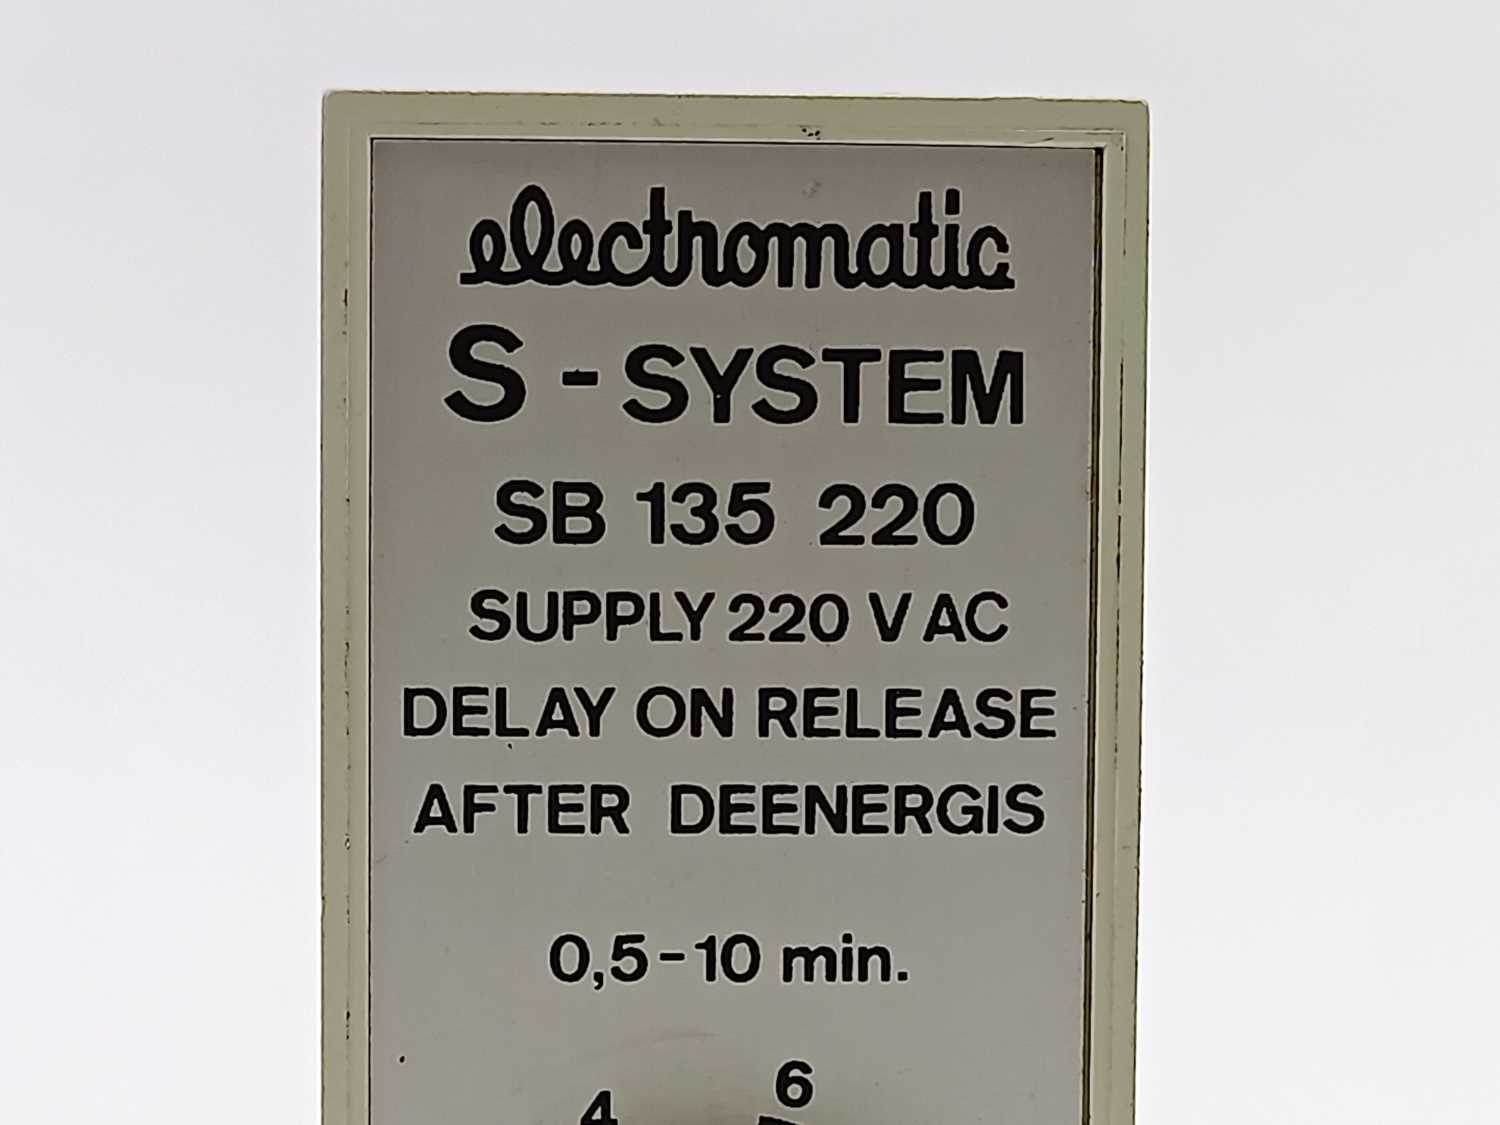 electromatic
S - SYSTEM
SB 135 220
SUPPLY 220 V AC
DELAY ON RELEASE
AFTER DEENERGIS
0,5-10 min.
6
4